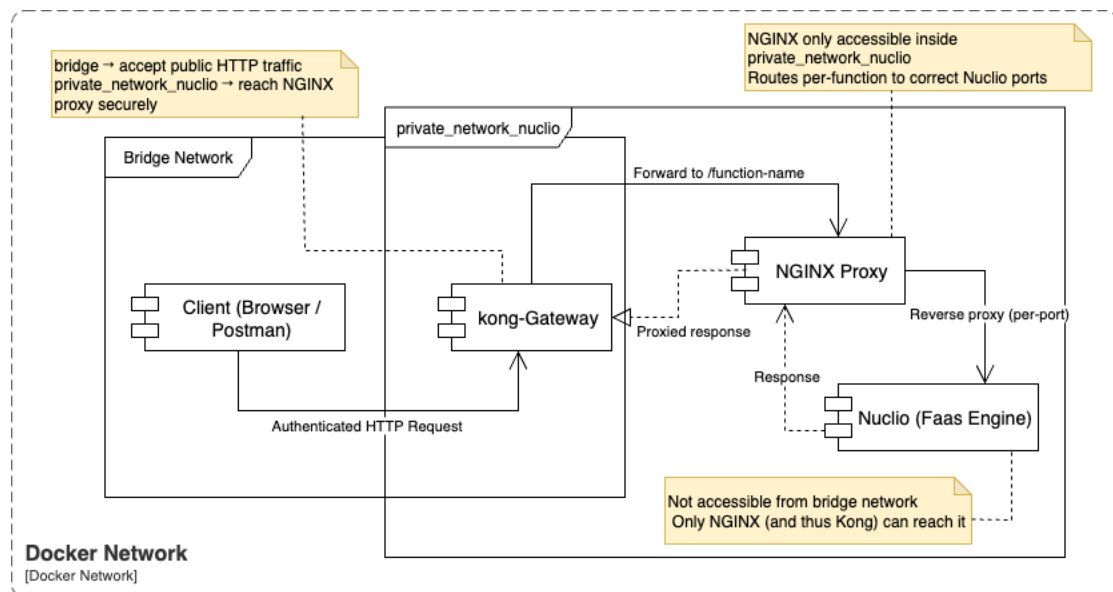 NGINX only accessible inside
private_network_nuclio
Routes per-function to correct Nuclio ports
bridge → accept public HTTP traffic
private_network_nuclio → reach NGINX
proxy securely
private_network_nuclio
Bridge Network
Forward to /function-name
NGINX Proxy
Client (Browser /
Postman)
kong-Gateway
Proxied response
Reverse proxy (per-port)
Response
Nuclio (Faas Engine)
Authenticated HTTP Request
Not accessible from bridge network
Only NGINX (and thus Kong) can reach it
Docker Network
[Docker Network]